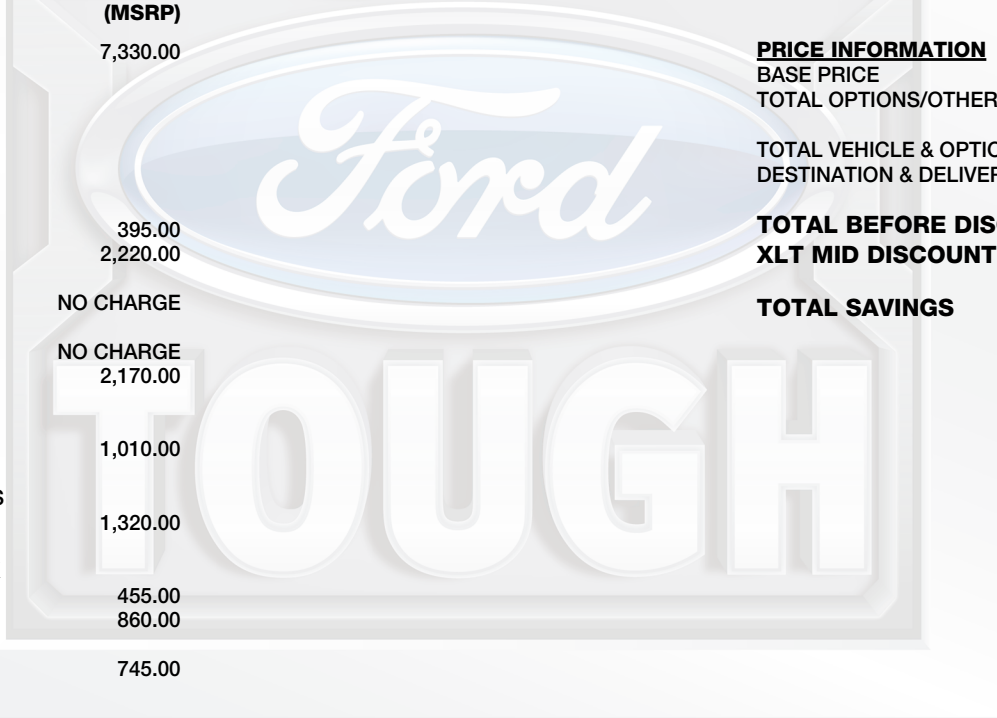 (MSRP)
7,330.00
395.00
2,220.00
NO CHARGE
NO CHARGE
2,170.00
1,010.00
S
1,320.00
455.00
860.00
745.00
PRICE INFORMATION
BASE PRICE
TOTAL OPTIONS/OTHER
TOTAL VEHICLE & OPTIO
DESTINATION & DELIVER
TOTAL BEFORE DIS
XLT MID DISCOUNT
TOTAL SAVINGS
Ford
TOUGH